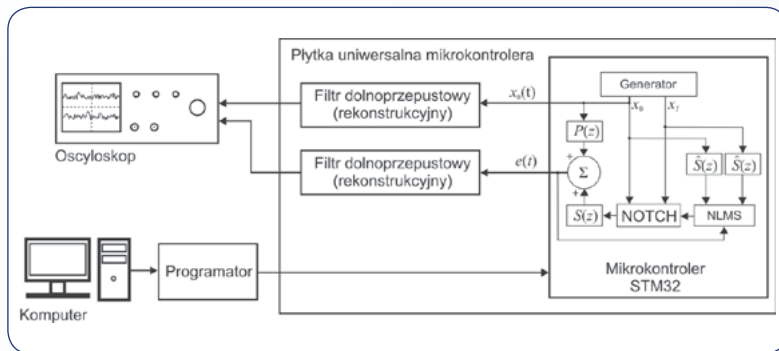 Płytka uniwersalna mikrokontrolera
Oscyloskop
Filtr dolnoprzepustowy
(rekonstrukcyjny)
x₀(t)
Filtr dolnoprzepustowy
(rekonstrukcyjny)
e(t)
Generator
x₀
x₁
P(z)
+
Σ
+
Ŝ(z)
Ŝ(z)
S(z)
NOTCH
NLMS
Mikrokontroler
STM32
Programator
Komputer